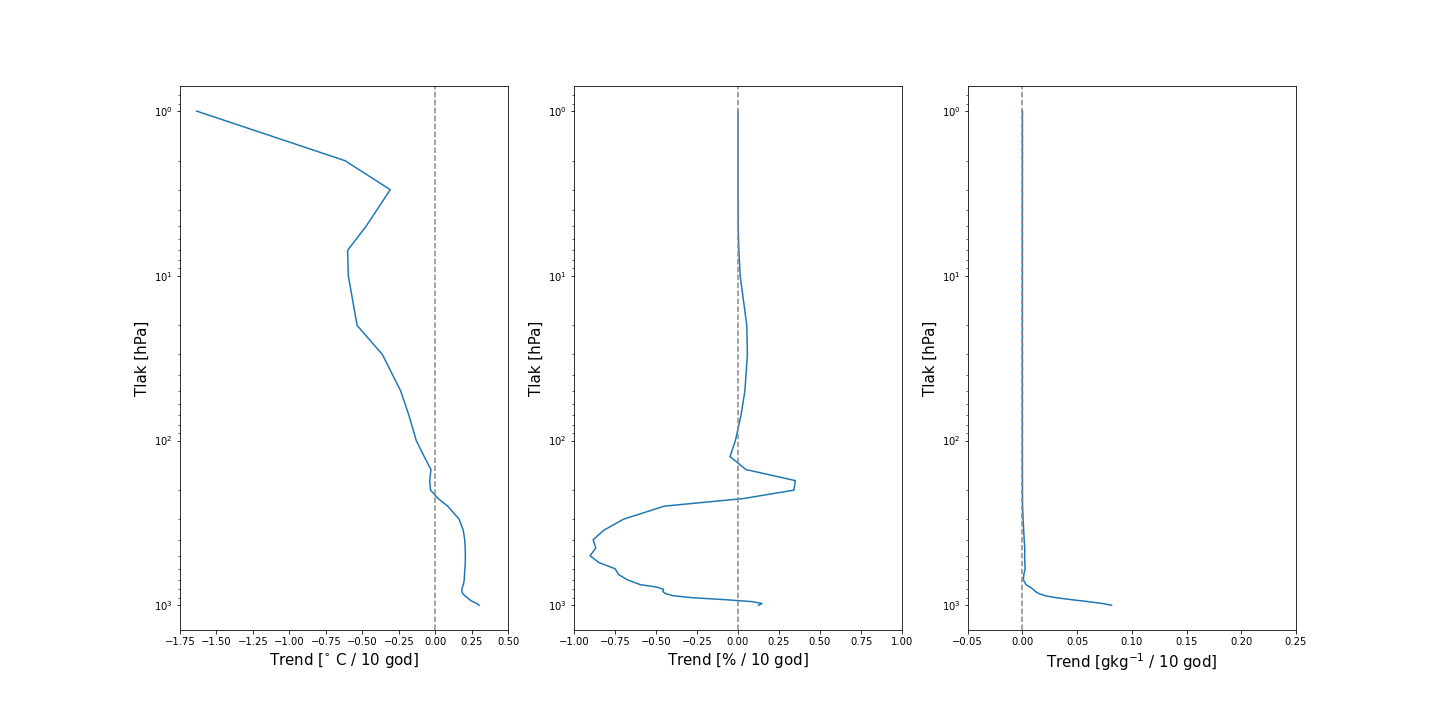 10⁰
10¹
10²
10³
Tlak [hPa]
−1.75 −1.50 −1.25 −1.00 −0.75 −0.50 −0.25 0.00 0.25 0.50
Trend [° C / 10 god]
10⁰
10¹
10²
10³
Tlak [hPa]
−1.00 −0.75 −0.50 −0.25 0.00 0.25 0.50 0.75 1.00
Trend [% / 10 god]
10⁰
10¹
10²
10³
Tlak [hPa]
−0.05 0.00 0.05 0.10 0.15 0.20 0.25
Trend [gkg⁻¹ / 10 god]